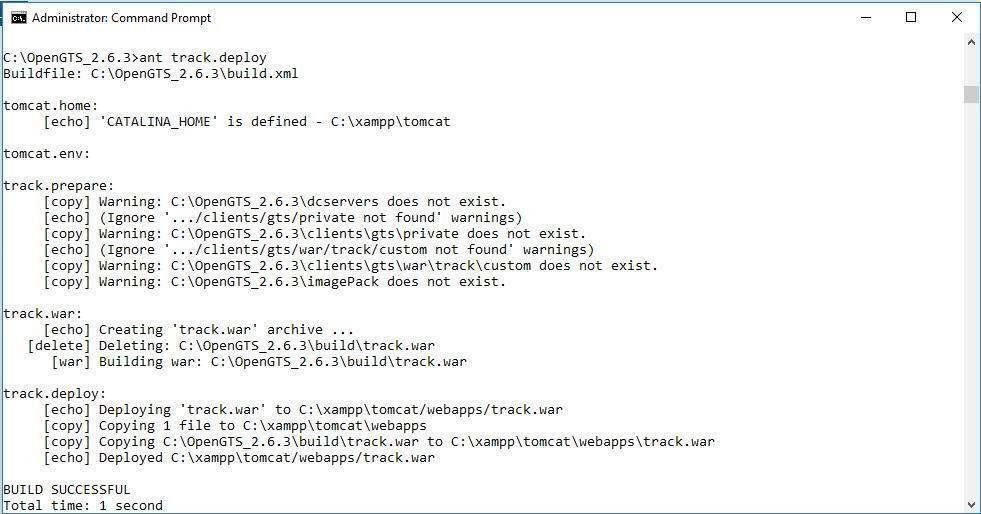 Administrator: Command Prompt
C:\OpenGTS_2.6.3>ant track.deploy
Buildfile: C:\OpenGTS_2.6.3\build.xml
tomcat.home:
[echo] 'CATALINA_HOME' is defined - C:\xampp\tomcat
tomcat.env:
track.prepare:
[copy] Warning: C:\OpenGTS_2.6.3\dcservers does not exist.
[echo] (Ignore '.../clients/gts/private not found' warnings)
[copy] Warning: C:\OpenGTS_2.6.3\clients\gts\private does not exist.
[echo] (Ignore '.../clients/gts/war/track/custom not found' warnings)
[copy] Warning: C:\OpenGTS_2.6.3\clients\gts\war\track\custom does not exist.
[copy] Warning: C:\OpenGTS_2.6.3\imagePack does not exist.
track.war:
[echo] Creating 'track.war' archive ...
[delete] Deleting: C:\OpenGTS_2.6.3\build\track.war
[war] Building war: C:\OpenGTS_2.6.3\build\track.war
track.deploy:
[echo] Deploying 'track.war' to C:\xampp\tomcat/webapps/track.war
[copy] Copying 1 file to C:\xampp\tomcat\webapps
[copy] Copying C:\OpenGTS_2.6.3\build\track.war to C:\xampp\tomcat\webapps\track.war
[echo] Deployed C:\xampp\tomcat/webapps/track.war
BUILD SUCCESSFUL
Total time: 1 second